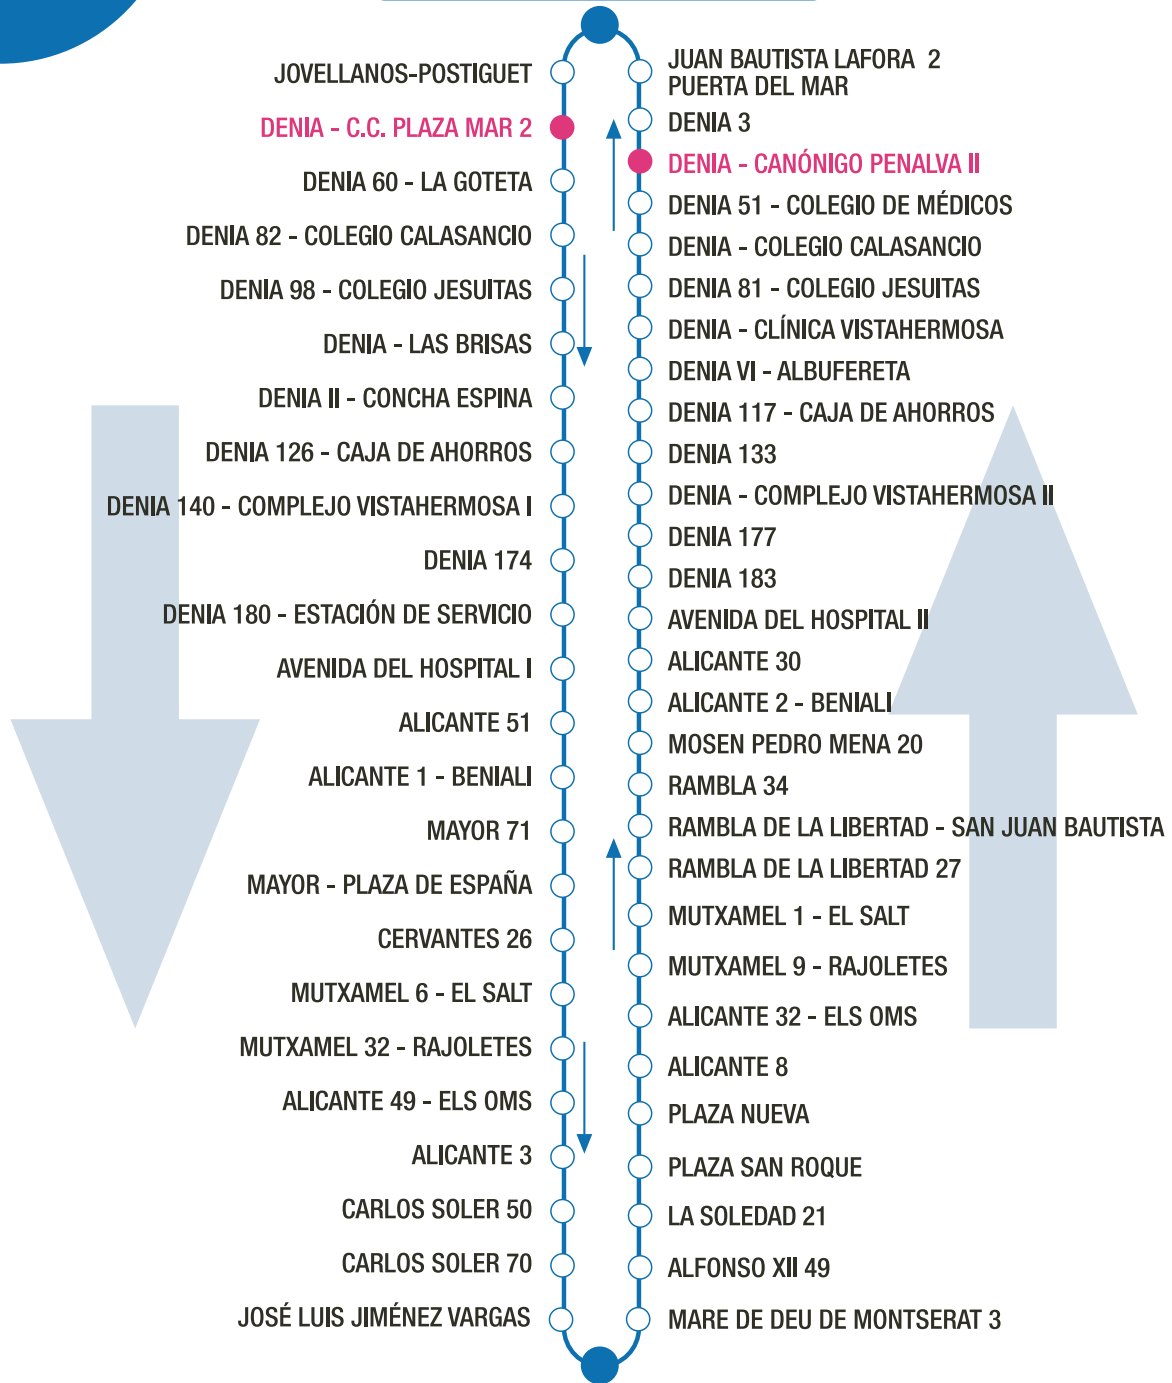 JOVELLANOS-POSTIGUET
DENIA - C.C. PLAZA MAR 2
DENIA 60 - LA GOTETA
DENIA 82 - COLEGIO CALASANCIO
DENIA 98 - COLEGIO JESUITAS
DENIA - LAS BRISAS
DENIA II - CONCHA ESPINA
DENIA 126 - CAJA DE AHORROS
DENIA 140 - COMPLEJO VISTAHERMOSA I
DENIA 174
DENIA 180 - ESTACIÓN DE SERVICIO
AVENIDA DEL HOSPITAL I
ALICANTE 51
ALICANTE 1 - BENIALI
MAYOR 71
MAYOR - PLAZA DE ESPAÑA
CERVANTES 26
MUTXAMEL 6 - EL SALT
MUTXAMEL 32 - RAJOLETES
ALICANTE 49 - ELS OMS
ALICANTE 3
CARLOS SOLER 50
CARLOS SOLER 70
JOSÉ LUIS JIMÉNEZ VARGAS
JUAN BAUTISTA LAFORA 2
PUERTA DEL MAR
DENIA 3
DENIA - CANÓNIGO PENALVA II
DENIA 51 - COLEGIO DE MÉDICOS
DENIA - COLEGIO CALASANCIO
DENIA 81 - COLEGIO JESUITAS
DENIA - CLÍNICA VISTAHERMOSA
DENIA VI - ALBUFERETA
DENIA 117 - CAJA DE AHORROS
DENIA 133
DENIA - COMPLEJO VISTAHERMOSA II
DENIA 177
DENIA 183
AVENIDA DEL HOSPITAL II
ALICANTE 30
ALICANTE 2 - BENIALI
MOSEN PEDRO MENA 20
RAMBLA 34
RAMBLA DE LA LIBERTAD - SAN JUAN BAUTISTA
RAMBLA DE LA LIBERTAD 27
MUTXAMEL 1 - EL SALT
MUTXAMEL 9 - RAJOLETES
ALICANTE 32 - ELS OMS
ALICANTE 8
PLAZA NUEVA
PLAZA SAN ROQUE
LA SOLEDAD 21
ALFONSO XII 49
MARE DE DEU DE MONTSERAT 3